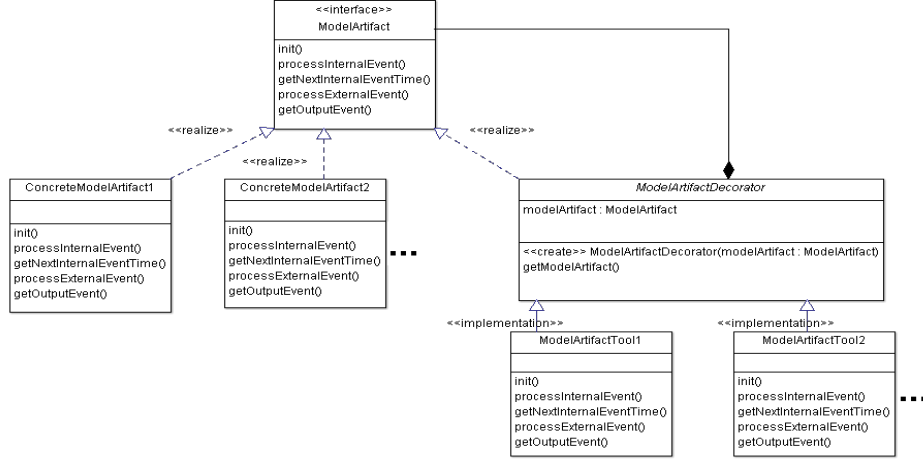 <<interface>>
ModelArtifact
init()
processInternalEvent()
getNextInternalEventTime()
processExternalEvent()
getOutputEvent()
<<realize>>
<<realize>>
<<realize>>
ConcreteModelArtifact1
init()
processInternalEvent()
getNextInternalEventTime()
processExternalEvent()
getOutputEvent()
ConcreteModelArtifact2
init()
processInternalEvent()
getNextInternalEventTime()
processExternalEvent()
getOutputEvent()
ModelArtifactDecorator
modelArtifact : ModelArtifact
<<create>> ModelArtifactDecorator(modelArtifact : ModelArtifact)
getModelArtifact()
<<implementation>>
<<implementation>>
ModelArtifactTool1
init()
processInternalEvent()
getNextInternalEventTime()
processExternalEvent()
getOutputEvent()
ModelArtifactTool2
init()
processInternalEvent()
getNextInternalEventTime()
processExternalEvent()
getOutputEvent()